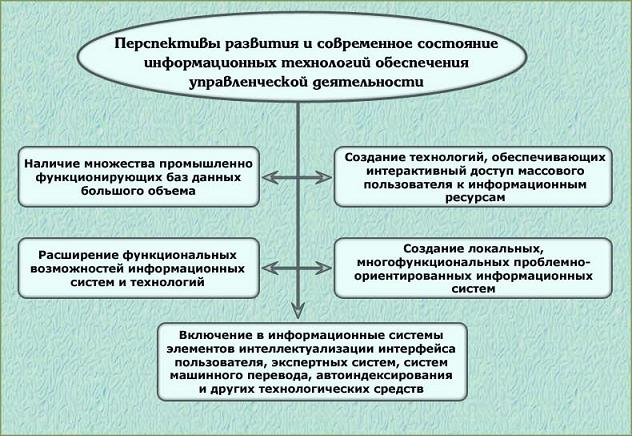 Перспективы развития и современное состояние
информационных технологий обеспечения
управленческой деятельности
Наличие множества промышленно
функционирующих баз данных
большого объема
Создание технологий, обеспечивающих
интерактивный доступ массового
пользователя к информационным
ресурсам
Расширение функциональных
возможностей информационных
систем и технологий
Создание локальных,
многофункциональных проблемно-
ориентированных информационных
систем
Включение в информационные системы
элементов интеллектуализации интерфейса
пользователя, экспертных систем, систем
машинного перевода, автоиндексирования
и других технологических средств